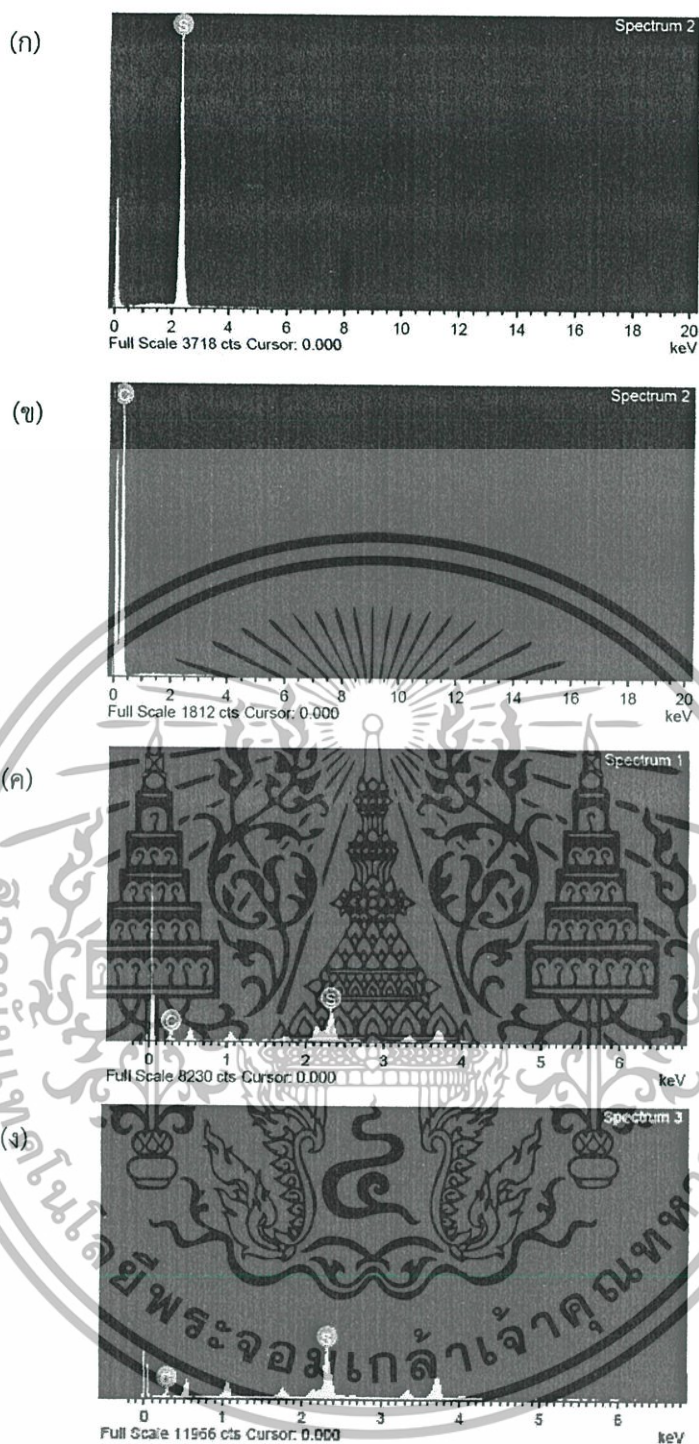 (ก)
S
Spectrum 2
0 2 4 6 8 10 12 14 16 18 20
Full Scale 3718 cts Cursor: 0.000 keV
(ข)
C
Spectrum 2
0 2 4 6 8 10 12 14 16 18 20
Full Scale 1812 cts Cursor: 0.000 keV
(ค)
Spectrum 1
S
C
0 1 2 3 4 5 6
Full Scale 8230 cts Cursor: 0.000 keV
(ง)
Spectrum 3
S
0 1 2 3 4 5 6
Full Scale 11966 cts Cursor: 0.000 keV